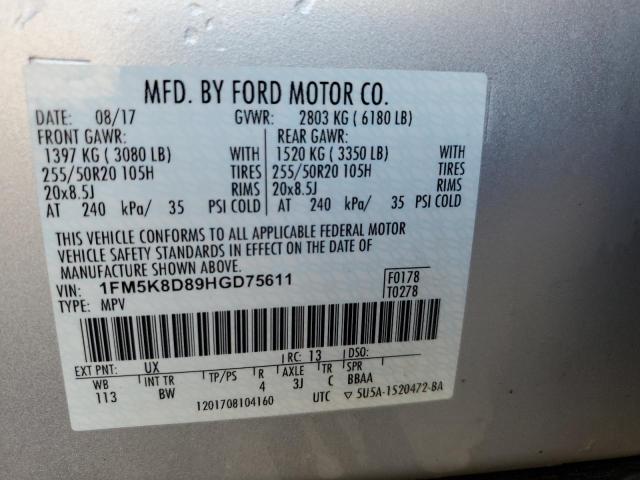 MFD. BY FORD MOTOR CO.
DATE: 08/17 GVWR: 2803 KG ( 6180 LB)
FRONT GAWR: REAR GAWR:
1397 KG ( 3080 LB) WITH 1520 KG ( 3350 LB) WITH
255/50R20 105H TIRES 255/50R20 105H TIRES
20x8.5J RIMS 20x8.5J RIMS
AT 240 kPa/ 35 PSI COLD AT 240 kPa/ 35 PSI COLD
THIS VEHICLE CONFORMS TO ALL APPLICABLE FEDERAL MOTOR
VEHICLE SAFETY STANDARDS IN EFFECT ON THE DATE OF
MANUFACTURE SHOWN ABOVE.
VIN: 1FM5K8D89HGD75611 F0178
TYPE: MPV T0278
EXT PNT: UX RC: 13 DSO:
WB INT TR TP/PS R AXLE TR SPR
113 BW 4 3J C BBAA
1201708104160 UTC ▽ 5U5A-1520472-BA